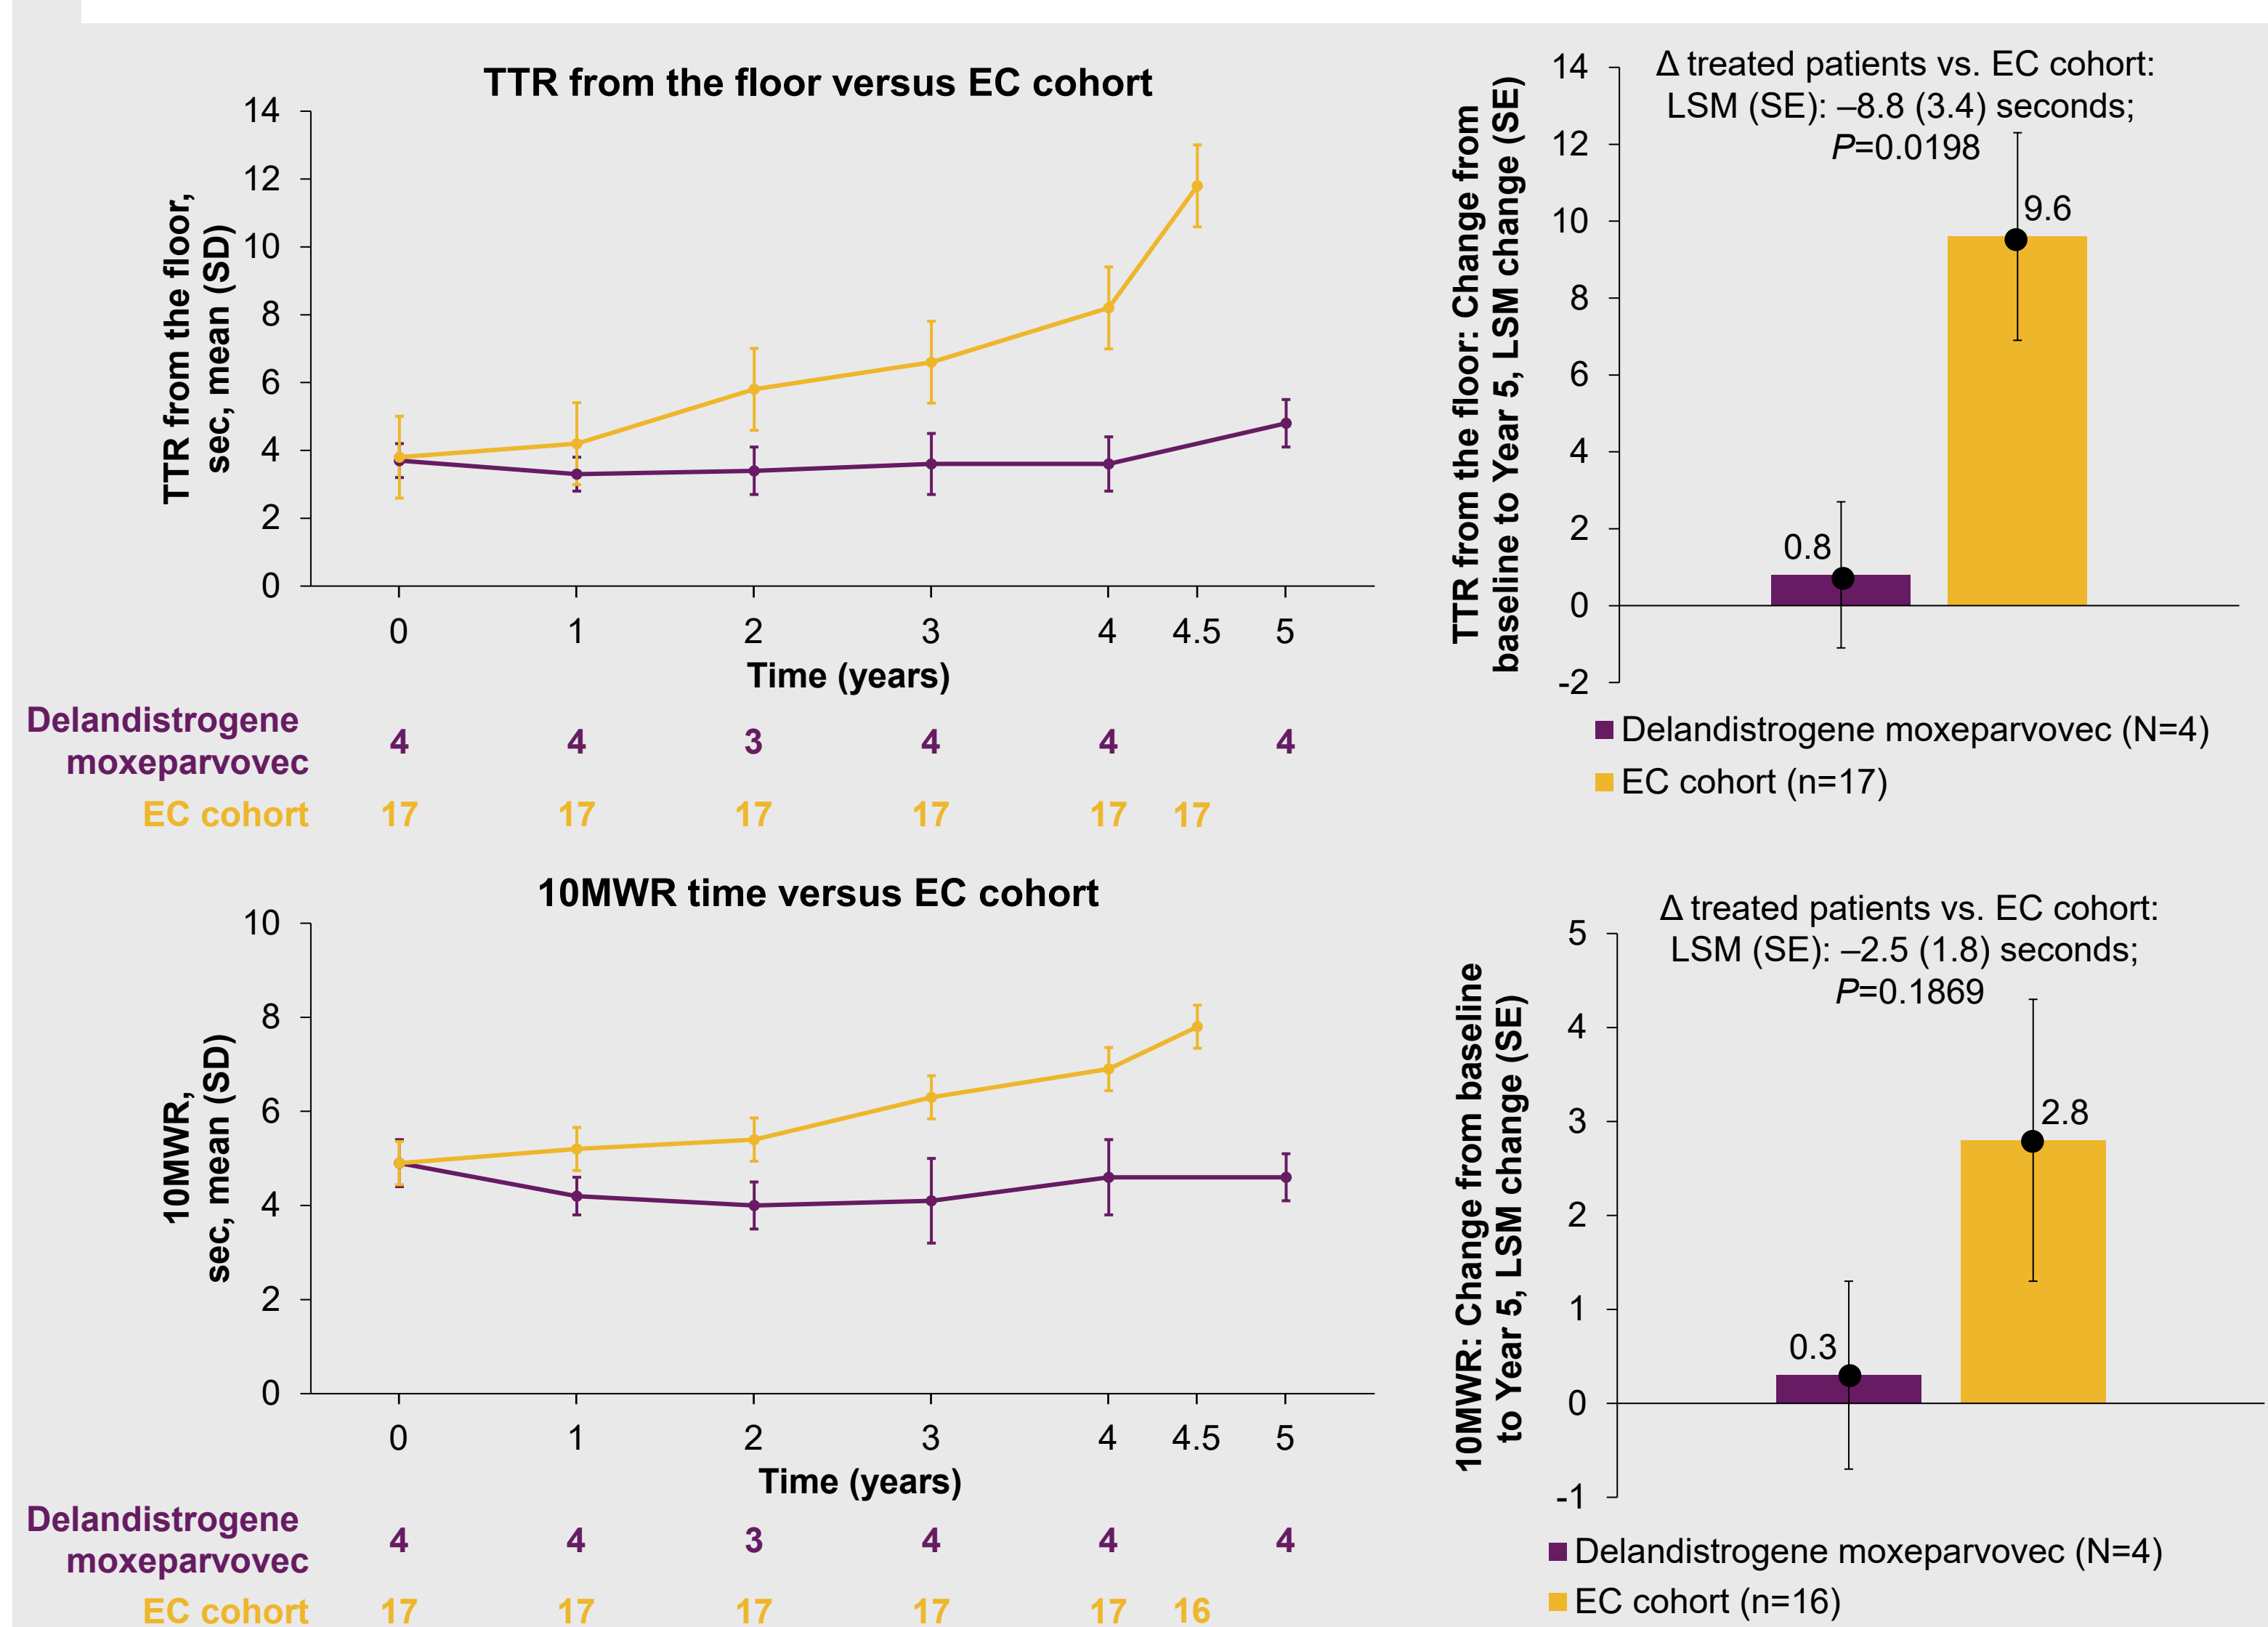 TTR from the floor versus EC cohort
TTR from the floor,
sec, mean (SD)
14
12
10
8
6
4
2
0
0 1 2 3 4 4.5 5
Time (years)
Delandistrogene
moxeparvovec
4 4 3 4 4 4
EC cohort 17 17 17 17 17 17
Δ treated patients vs. EC cohort:
LSM (SE): –8.8 (3.4) seconds;
P=0.0198
TTR from the floor: Change from
baseline to Year 5, LSM change (SE)
14
12
10
8
6
4
2
0
-2
0.8
9.6
Delandistrogene moxeparvovec (N=4)
EC cohort (n=17)
10MWR time versus EC cohort
10MWR,
sec, mean (SD)
10
8
6
4
2
0
0 1 2 3 4 4.5 5
Time (years)
Delandistrogene
moxeparvovec
4 4 3 4 4 4
EC cohort 17 17 17 17 17 16
Δ treated patients vs. EC cohort:
LSM (SE): –2.5 (1.8) seconds;
P=0.1869
10MWR: Change from baseline
to Year 5, LSM change (SE)
5
4
3
2
1
0
-1
0.3
2.8
Delandistrogene moxeparvovec (N=4)
EC cohort (n=16)